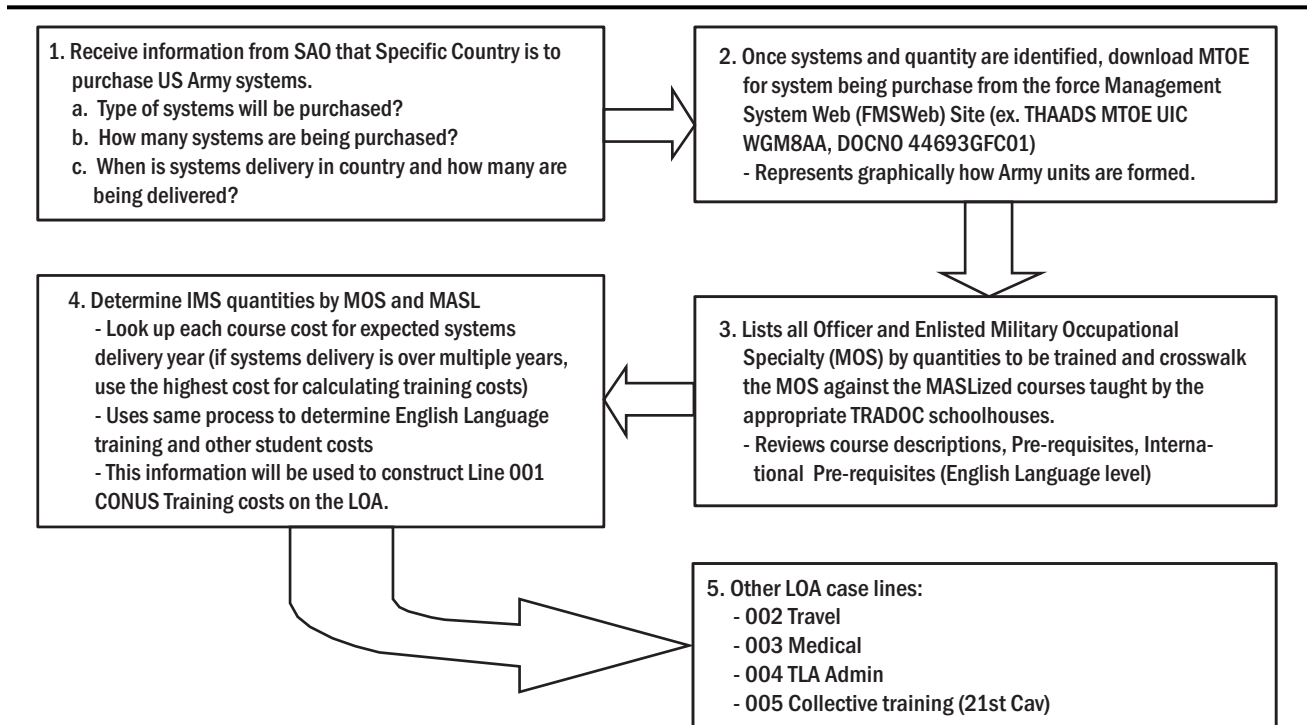 1. Receive information from SAO that Specific Country is to
purchase US Army systems.
a. Type of systems will be purchased?
b. How many systems are being purchased?
c. When is systems delivery in country and how many are
being delivered?
2. Once systems and quantity are identified, download MTOE
for system being purchase from the force Management
System Web (FMSWeb) Site (ex. THAADS MTOE UIC
WGM8AA, DOCNO 44693GFC01)
- Represents graphically how Army units are formed.
3. Lists all Officer and Enlisted Military Occupational
Specialty (MOS) by quantities to be trained and crosswalk
the MOS against the MASLized courses taught by the
appropriate TRADOC schoolhouses.
- Reviews course descriptions, Pre-requisites, Interna-
tional Pre-requisites (English Language level)
4. Determine IMS quantities by MOS and MASL
- Look up each course cost for expected systems
delivery year (if systems delivery is over multiple years,
use the highest cost for calculating training costs)
- Uses same process to determine English Language
training and other student costs
- This information will be used to construct Line 001
CONUS Training costs on the LOA.
5. Other LOA case lines:
- 002 Travel
- 003 Medical
- 004 TLA Admin
- 005 Collective training (21st Cav)